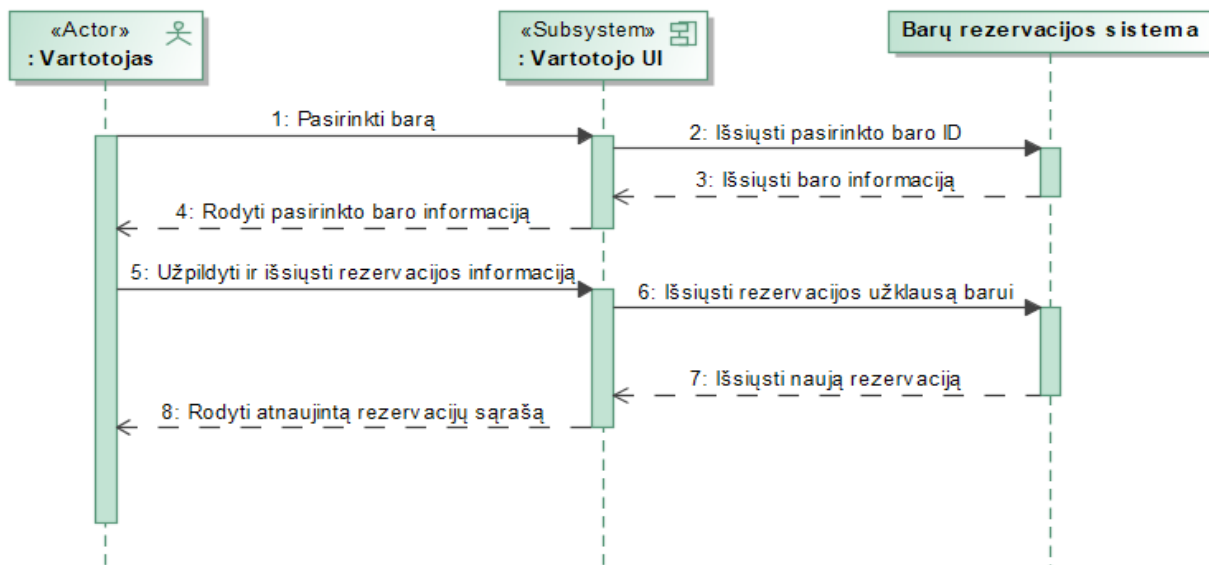 «Actor»
: Vartotojas
«Subsystem»
: Vartotojo UI
Barų rezervacijos sistema
1: Pasirinkti barą
2: Išsiųsti pasirinkto baro ID
3: Išsiųsti baro informaciją
4: Rodyti pasirinkto baro informaciją
5: Užpildyti ir išsiųsti rezervacijos informaciją
6: Išsiųsti rezervacijos užklausą barui
7: Išsiųsti naują rezervaciją
8: Rodyti atnaujintą rezervacijų sąrašą